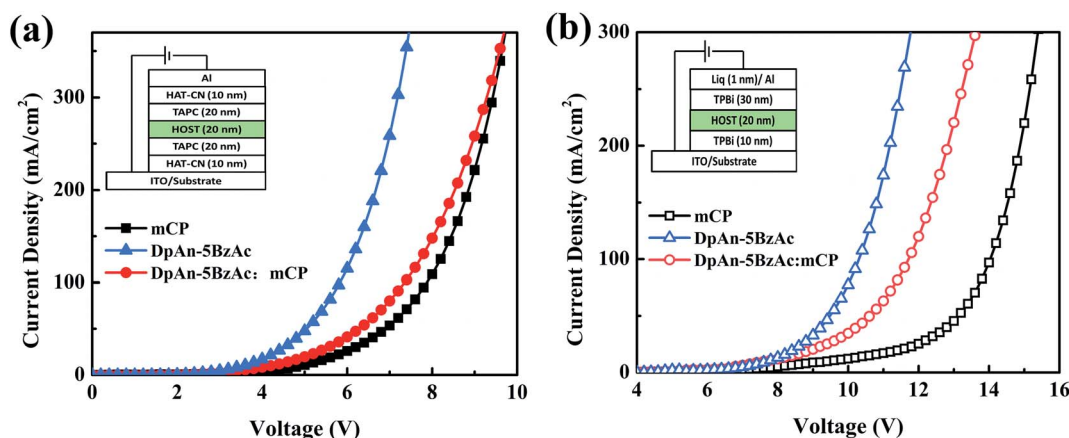 (a)
Current Density (mA/cm²)
300
200
100
0
Al
HAT-CN (10 nm)
TAPC (20 nm)
HOST (20 nm)
TAPC (20 nm)
HAT-CN (10 nm)
ITO/Substrate
mCP
DpAn-5BzAc
DpAn-5BzAc: mCP
0 2 4 6 8 10
Voltage (V)
(b)
Current Density (mA/cm²)
300
200
100
0
Liq (1 nm)/ Al
TPBi (30 nm)
HOST (20 nm)
TPBi (10 nm)
ITO/Substrate
mCP
DpAn-5BzAc
DpAn-5BzAc:mCP
4 6 8 10 12 14 16
Voltage (V)